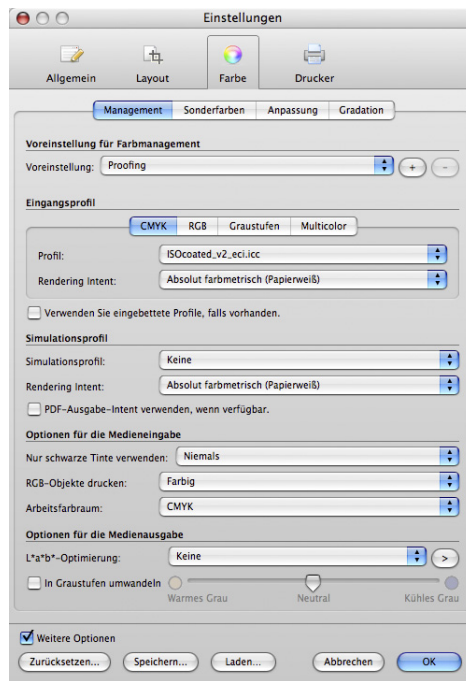 Einstellungen
Allgemein Layout Farbe Drucker
Management Sonderfarben Anpassung Gradation
Voreinstellung für Farbmanagement
Voreinstellung: Proofing + -
Eingangsprofil
CMYK RGB Graustufen Multicolor
Profil: ISOcoated_v2_eci.icc
Rendering Intent: Absolut farbmetrisch (Papierweiß)
Verwenden Sie eingebettete Profile, falls vorhanden.
Simulationsprofil
Simulationsprofil: Keine
Rendering Intent: Absolut farbmetrisch (Papierweiß)
PDF-Ausgabe-Intent verwenden, wenn verfügbar.
Optionen für die Medieneingabe
Nur schwarze Tinte verwenden: Niemals
RGB-Objekte drucken: Farbig
Arbeitsfarbraum: CMYK
Optionen für die Medienausgabe
L*a*b*-Optimierung: Keine >
In Graustufen umwandeln
Warmes Grau Neutral Kühles Grau
Weitere Optionen
Zurücksetzen... Speichern... Laden... Abbrechen OK